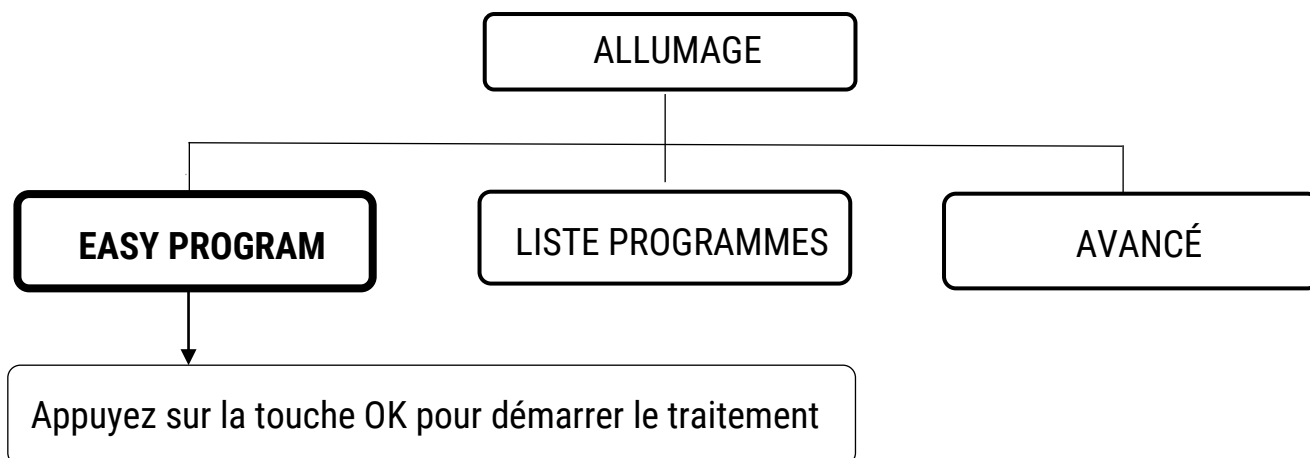 ALLUMAGE
EASY PROGRAM
LISTE PROGRAMMES
AVANCÉ
Appuyez sur la touche OK pour démarrer le traitement